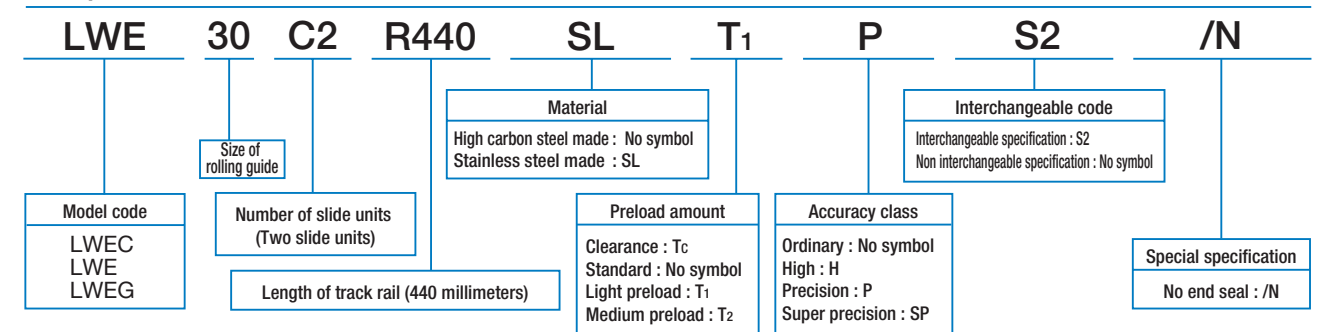 LWE 30 C2 R440 SL T1 P S2 /N
Material
High carbon steel made : No symbol
Stainless steel made : SL
Interchangeable code
Interchangeable specification : S2
Non interchangeable specification : No symbol
Size of
rolling guide
Model code
LWEC
LWE
LWEG
Number of slide units
(Two slide units)
Length of track rail (440 millimeters)
Preload amount
Clearance : Tc
Standard : No symbol
Light preload : T1
Medium preload : T2
Accuracy class
Ordinary : No symbol
High : H
Precision : P
Super precision : SP
Special specification
No end seal : /N